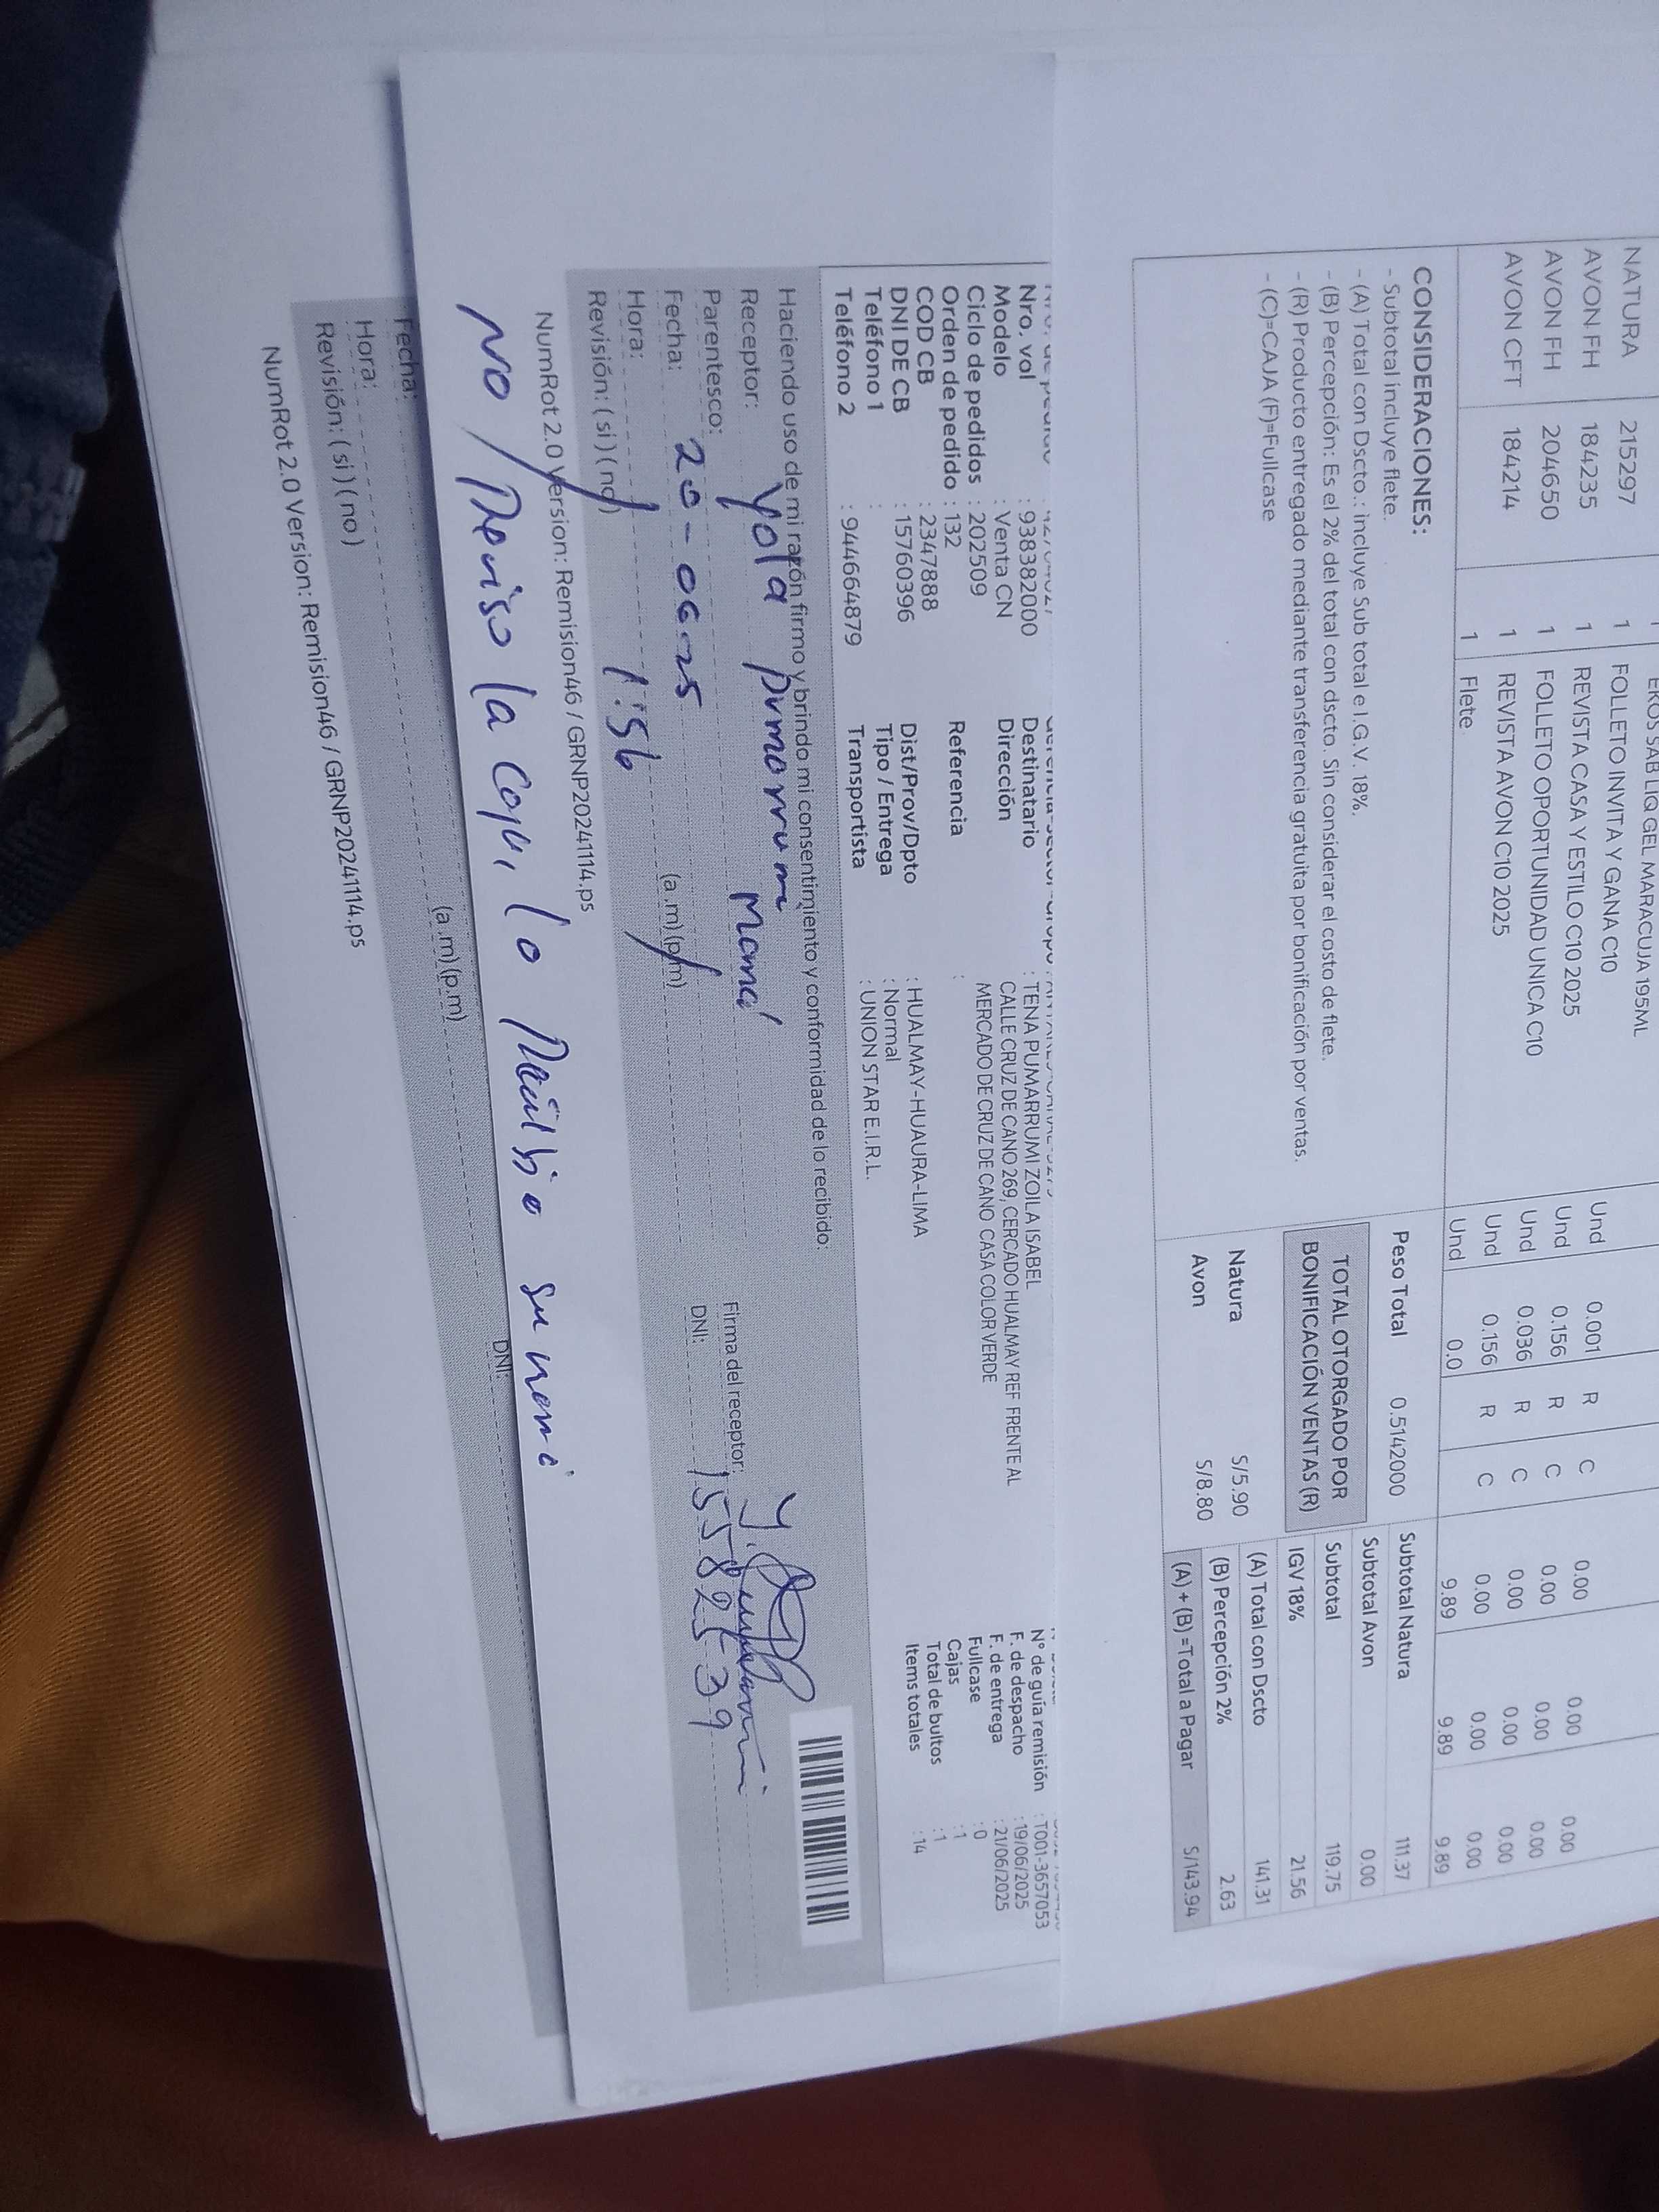 EKOS SAB LIQ GEL MARACUJA 195ML
NATURA 215297 1 FOLLETO INVITA Y GANA C10 Und 0.001 R C 0.00 0.00 0.00
AVON FH 184235 1 REVISTA CASA Y ESTILO C10 2025 Und 0.156 R C 0.00 0.00 0.00
AVON FH 204650 1 FOLLETO OPORTUNIDAD UNICA C10 Und 0.036 R C 0.00 0.00 0.00
AVON CFT 184214 1 REVISTA AVON C10 2025 Und 0.156 R C 0.00 0.00 0.00
1 Flete Und 0.0 9.89 9.89 9.89
CONSIDERACIONES:
- Subtotal incluye flete.
- (A) Total con Dscto.: incluye Sub total e I.G.V. 18%.
- (B) Percepción: Es el 2% del total con dscto. Sin considerar el costo de flete.
- (R) Producto entregado mediante transferencia gratuita por bonificación por ventas.
- (C)=CAJA (F)=Fullcase
Peso Total 0.5142000
TOTAL OTORGADO POR
BONIFICACIÓN VENTAS (R)
Natura S/5.90
Avon S/8.80
Subtotal Natura 111.37
Subtotal Avon 0.00
Subtotal 119.75
IGV 18% 21.56
(A) Total con Dscto 141.31
(B) Percepción 2% 2.63
(A) + (B) =Total a Pagar S/143.94
Nro. vol : 938382000
Modelo : Venta CN
Ciclo de pedidos : 202509
Orden de pedido : 132
COD CB : 2347888
DNI DE CB : 15760396
Teléfono 1 :
Teléfono 2 : 944664879
Destinatario : TENA PUMARRUMI ZOILA ISABEL
Dirección CALLE CRUZ DE CANO 269, CERCADO HUALMAY REF FRENTE AL
MERCADO DE CRUZ DE CANO CASA COLOR VERDE
Referencia :
Dist/Prov/Dpto : HUALMAY-HUAURA-LIMA
Tipo / Entrega : Normal
Transportista : UNION STAR E.I.R.L.
N° de guía remisión : T001-3657053
F. de despacho : 19/06/2025
F. de entrega : 21/06/2025
Fullcase : 0
Cajas : 1
Total de bultos : 1
Items totales : 14
Haciendo uso de mi razón firmo y brindo mi consentimiento y conformidad de lo recibido:
Receptor: Yola pumorrumi
Parentesco: Mamá
Fecha: 20-06-25
Hora: 1:56 (a.m) (p.m)
Revisión: ( si ) ( no)
Firma del receptor:
DNI: 15582539
NumRot 2.0 Version: Remisión46 / GRNP20241114.ps
NO Reviso la caja, lo Recibio su mamá
Fecha:
Hora: (a.m) (p.m)
Revisión: ( si ) ( no )
DNI:
NumRot 2.0 Version: Remision46 / GRNP20241114.ps